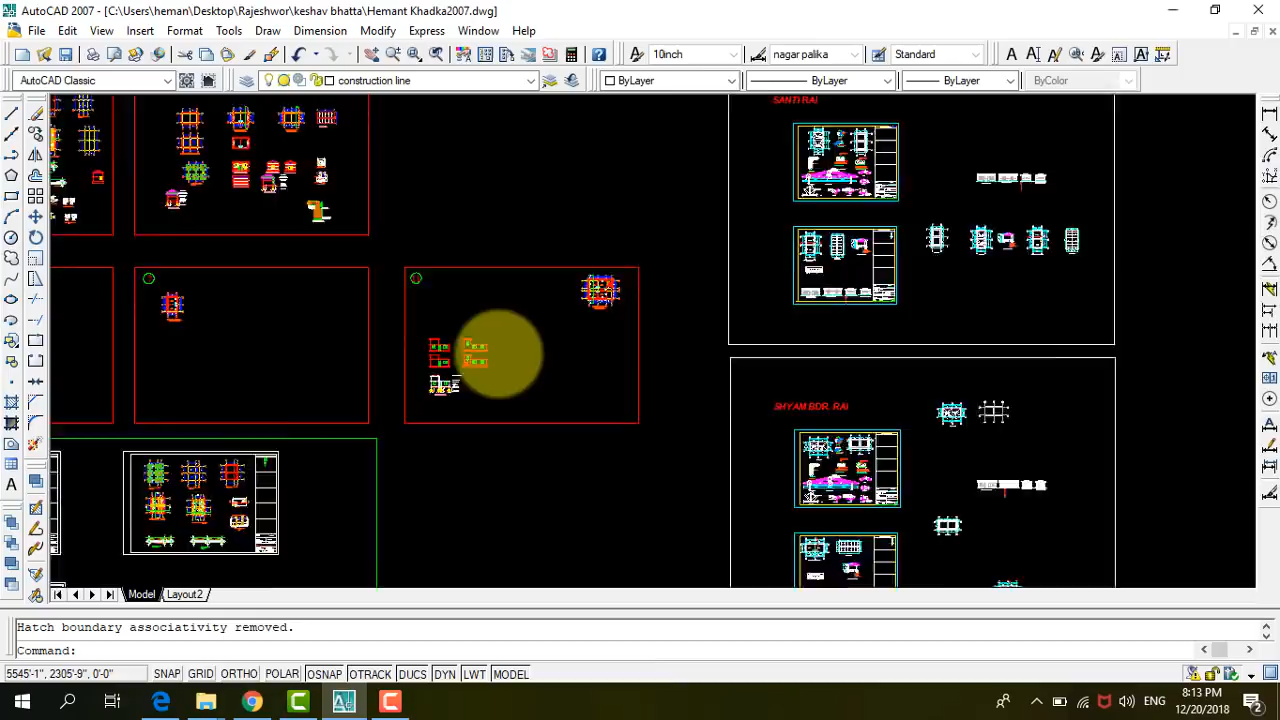 AutoCAD 2007 - [C:\Users\heman\Desktop\Rajeshwor\keshav bhatta\Hemant Khadka2007.dwg]
File Edit View Insert Format Tools Draw Dimension Modify Express Window Help
10inch nagar palika Standard
AutoCAD Classic construction line ByLayer ByLayer ByLayer ByColor
SANTI RAI
SHYAM BDR. RAI
Model Layout2
Hatch boundary associativity removed.
Command:
5545'-1", 2305'-9", 0'-0" SNAP GRID ORTHO POLAR OSNAP OTRACK DUCS DYN LWT MODEL
ENG
8:13 PM
12/20/2018
2